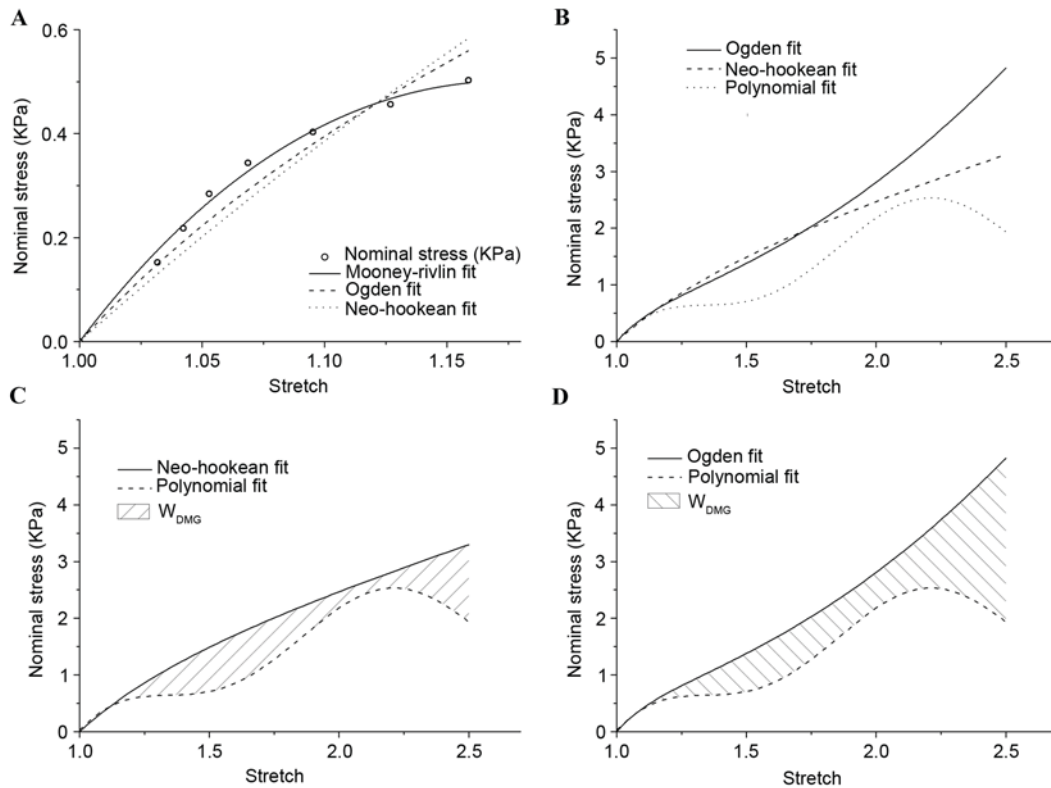 A
0.6
0.4
0.2
0.0
1.00
1.05
1.10
1.15
Nominal stress (KPa)
Stretch
Nominal stress (KPa)
Mooney-rivlin fit
Ogden fit
Neo-hookean fit
B
5
4
3
2
1
0
1.0
1.5
2.0
2.5
Nominal stress (KPa)
Stretch
Ogden fit
Neo-hookean fit
Polynomial fit
C
5
4
3
2
1
0
1.0
1.5
2.0
2.5
Nominal stress (KPa)
Stretch
Neo-hookean fit
Polynomial fit
WDMG
D
5
4
3
2
1
0
1.0
1.5
2.0
2.5
Nominal stress (KPa)
Stretch
Ogden fit
Polynomial fit
WDMG